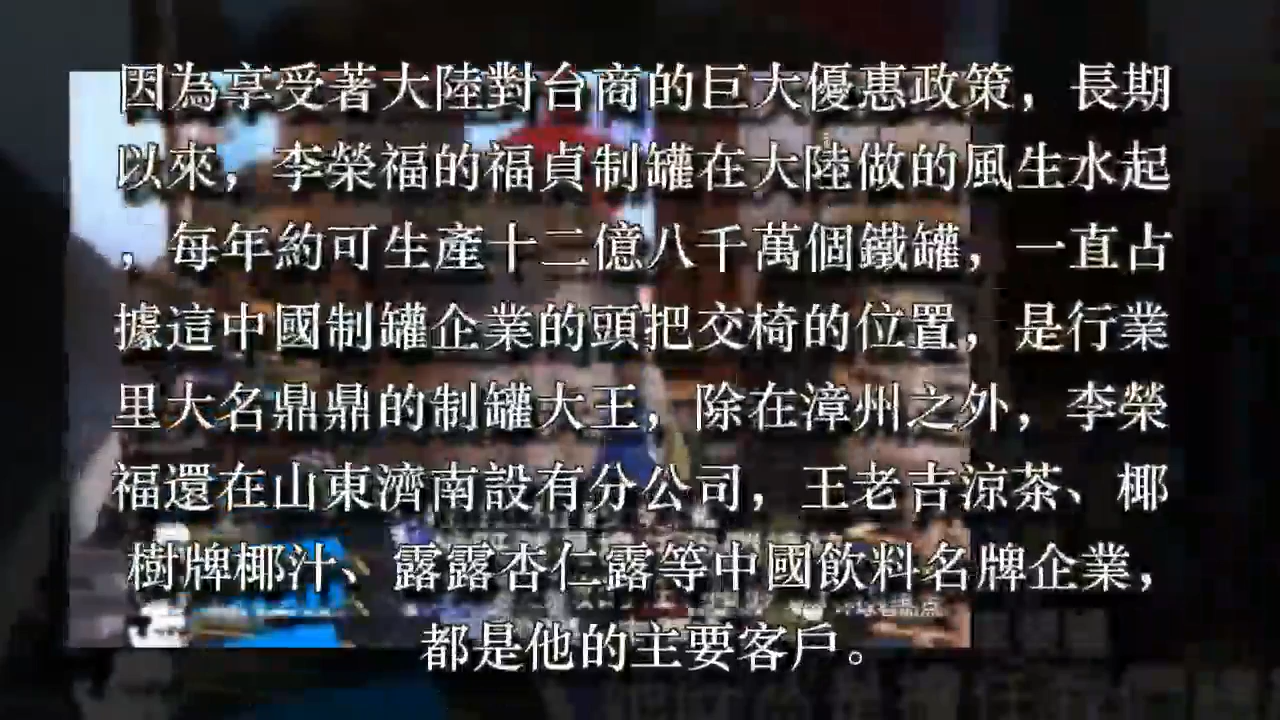 因為享受著大陸對台商的巨大優惠政策，長期
以來，李榮福的福貞制罐在大陸做的風生水起
，每年約可生產十二億八千萬個鐵罐，一直占
據這中國制罐企業的頭把交椅的位置，是行業
里大名鼎鼎的制罐大王，除在漳州之外，李榮
福還在山東濟南設有分公司，王老吉涼茶、椰
樹牌椰汁、露露杏仁露等中國飲料名牌企業，
都是他的主要客戶。